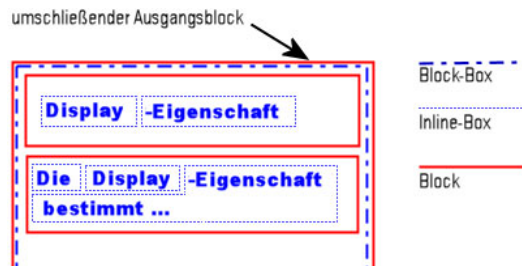 umschließender Ausgangsblock
Block-Box
Display -Eigenschaft
Inline-Box
Die Display -Eigenschaft
bestimmt ...
Block